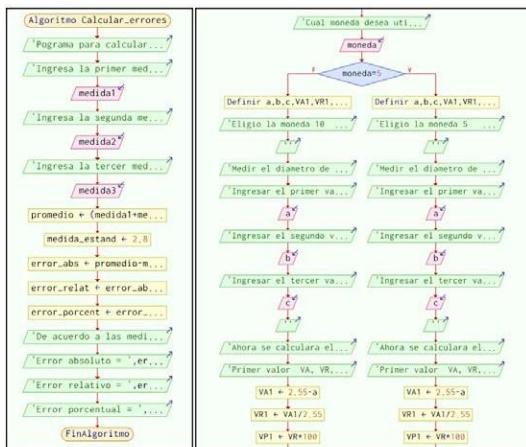 Algoritmo Calcular_errores
'Pograma para calcular...
'Ingresa la primer med,..
medida1
'Ingresa la segunda me...
medida2
'Ingresa la tercer med...
medida3
promedio ← (medida1+me...
medida_estand ← 2,8
error_abs ← promedio-m...
error_relat ← error_ab...
error_porcent ← error_...
'De acuerdo a las medi...
'Error absoluto = ',er...
'Error relativo = ',er...
'Error porcentual = ',...
FinAlgoritmo
'Cual moneda desea uti...
moneda
F
moneda=5
V
Definir a,b,c,VA1,VR1,...
'Eligio la moneda 10 ...
' '
'Medir el diametro de ...
'Ingresar el primer va...
a
'Ingresar el segundo v...
b
'Ingresar el tercer va...
c
' '
'Ahora se calculara el...
'Primer valor VA, VR,...
VA1 ← 2,55-a
VR1 ← VA1/2,55
VP1 ← VR*100
Definir a,b,c,VA1,VR1,...
'Eligio la moneda 5 ...
' '
'Medir el diametro de ...
'Ingresar el primer va...
a
'Ingresar el segundo v...
b
'Ingresar el tercer va...
c
' '
'Ahora se calculara el...
'Primer valor VA, VR,...
VA1 ← 2,55-a
VR1 ← VA1/2,55
VP1 ← VR*100